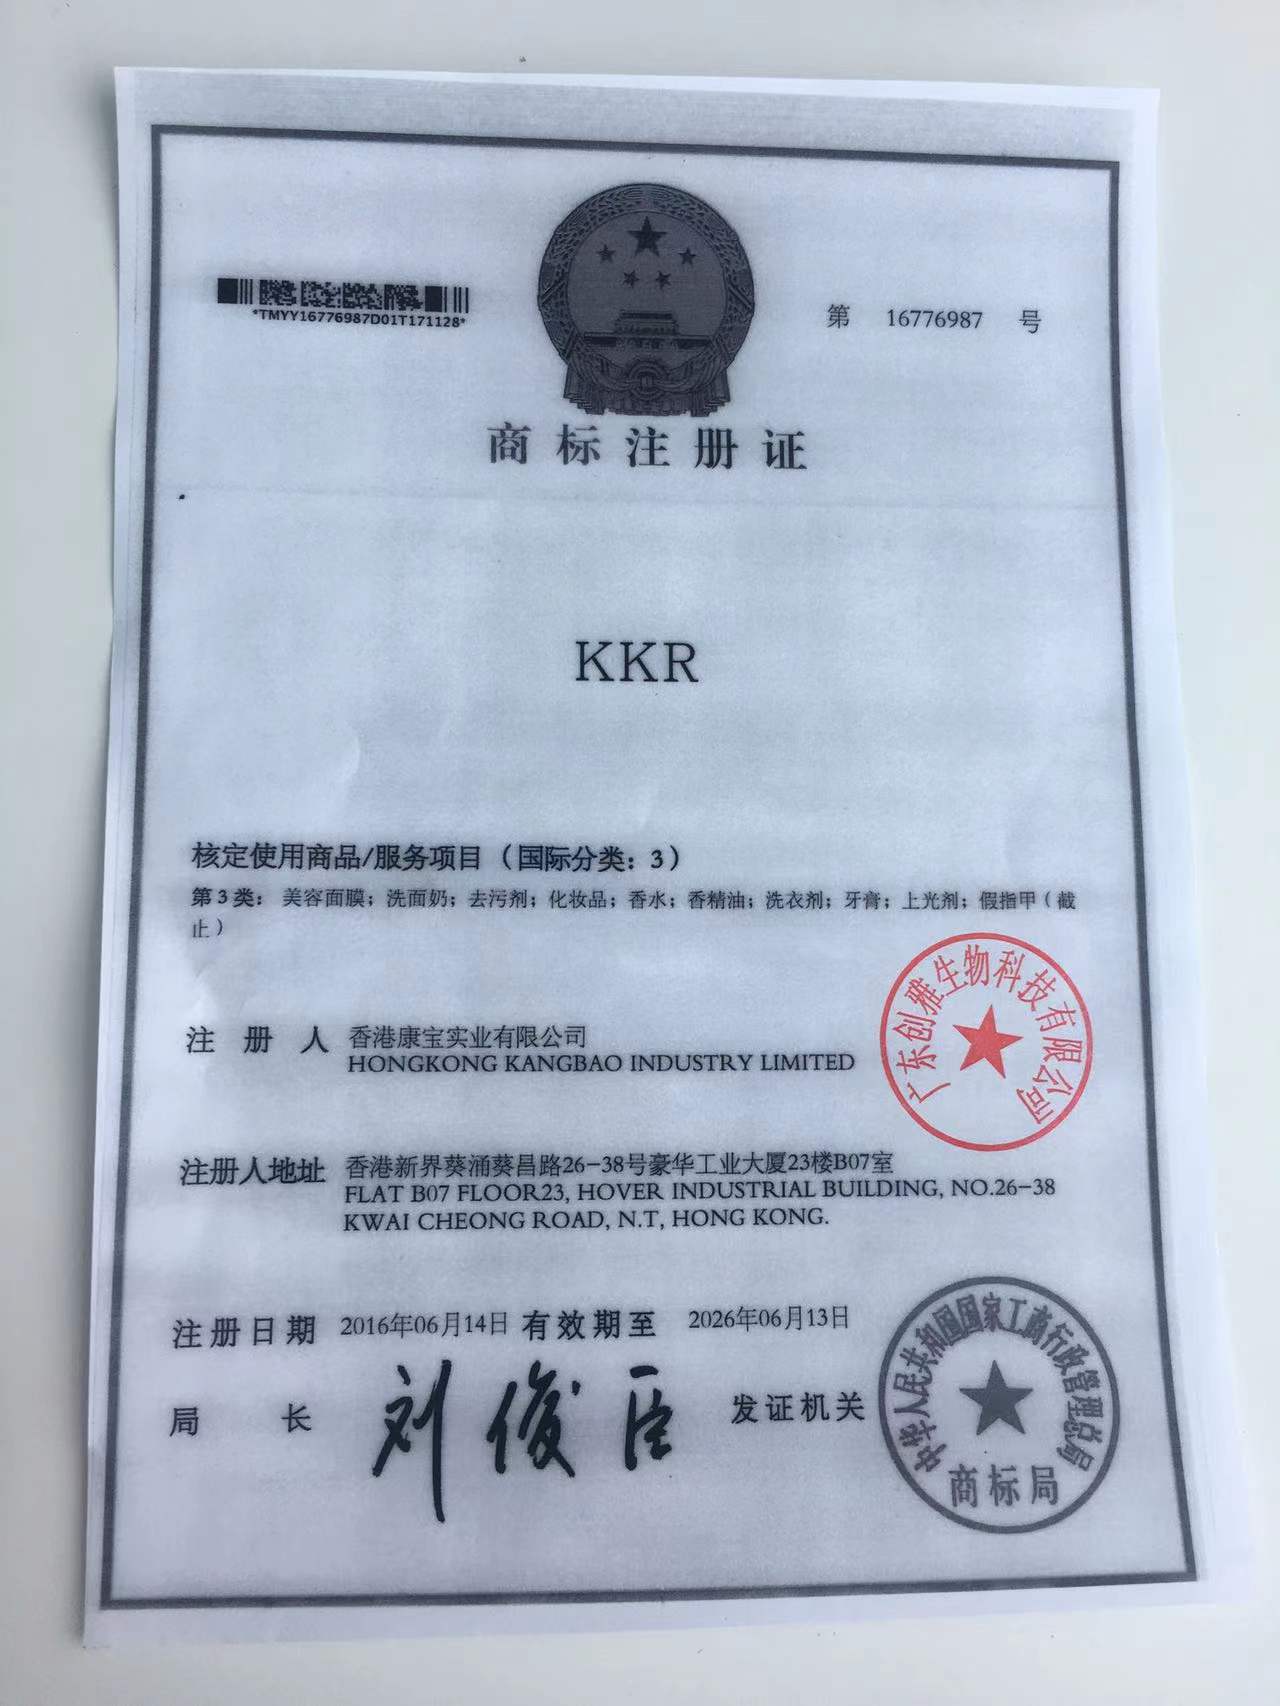 *TMYY16776987D01T171128*
第 16776987 号
商标注册证
KKR
核定使用商品/服务项目（国际分类：3）
第3类：美容面膜；洗面奶；去污剂；化妆品；香水；香精油；洗衣剂；牙膏；上光剂；假指甲（截
止）
注册人 香港康宝实业有限公司
HONGKONG KANGBAO INDUSTRY LIMITED
广东创雅生物科技有限公司
注册人地址 香港新界葵涌葵昌路26-38号豪华工业大厦23楼B07室
FLAT B07 FLOOR23, HOVER INDUSTRIAL BUILDING, NO.26-38
KWAI CHEONG ROAD, N.T, HONG KONG.
注册日期 2016年06月14日 有效期至 2026年06月13日
局长 刘俊臣 发证机关
中华人民共和国国家工商行政管理总局
商标局